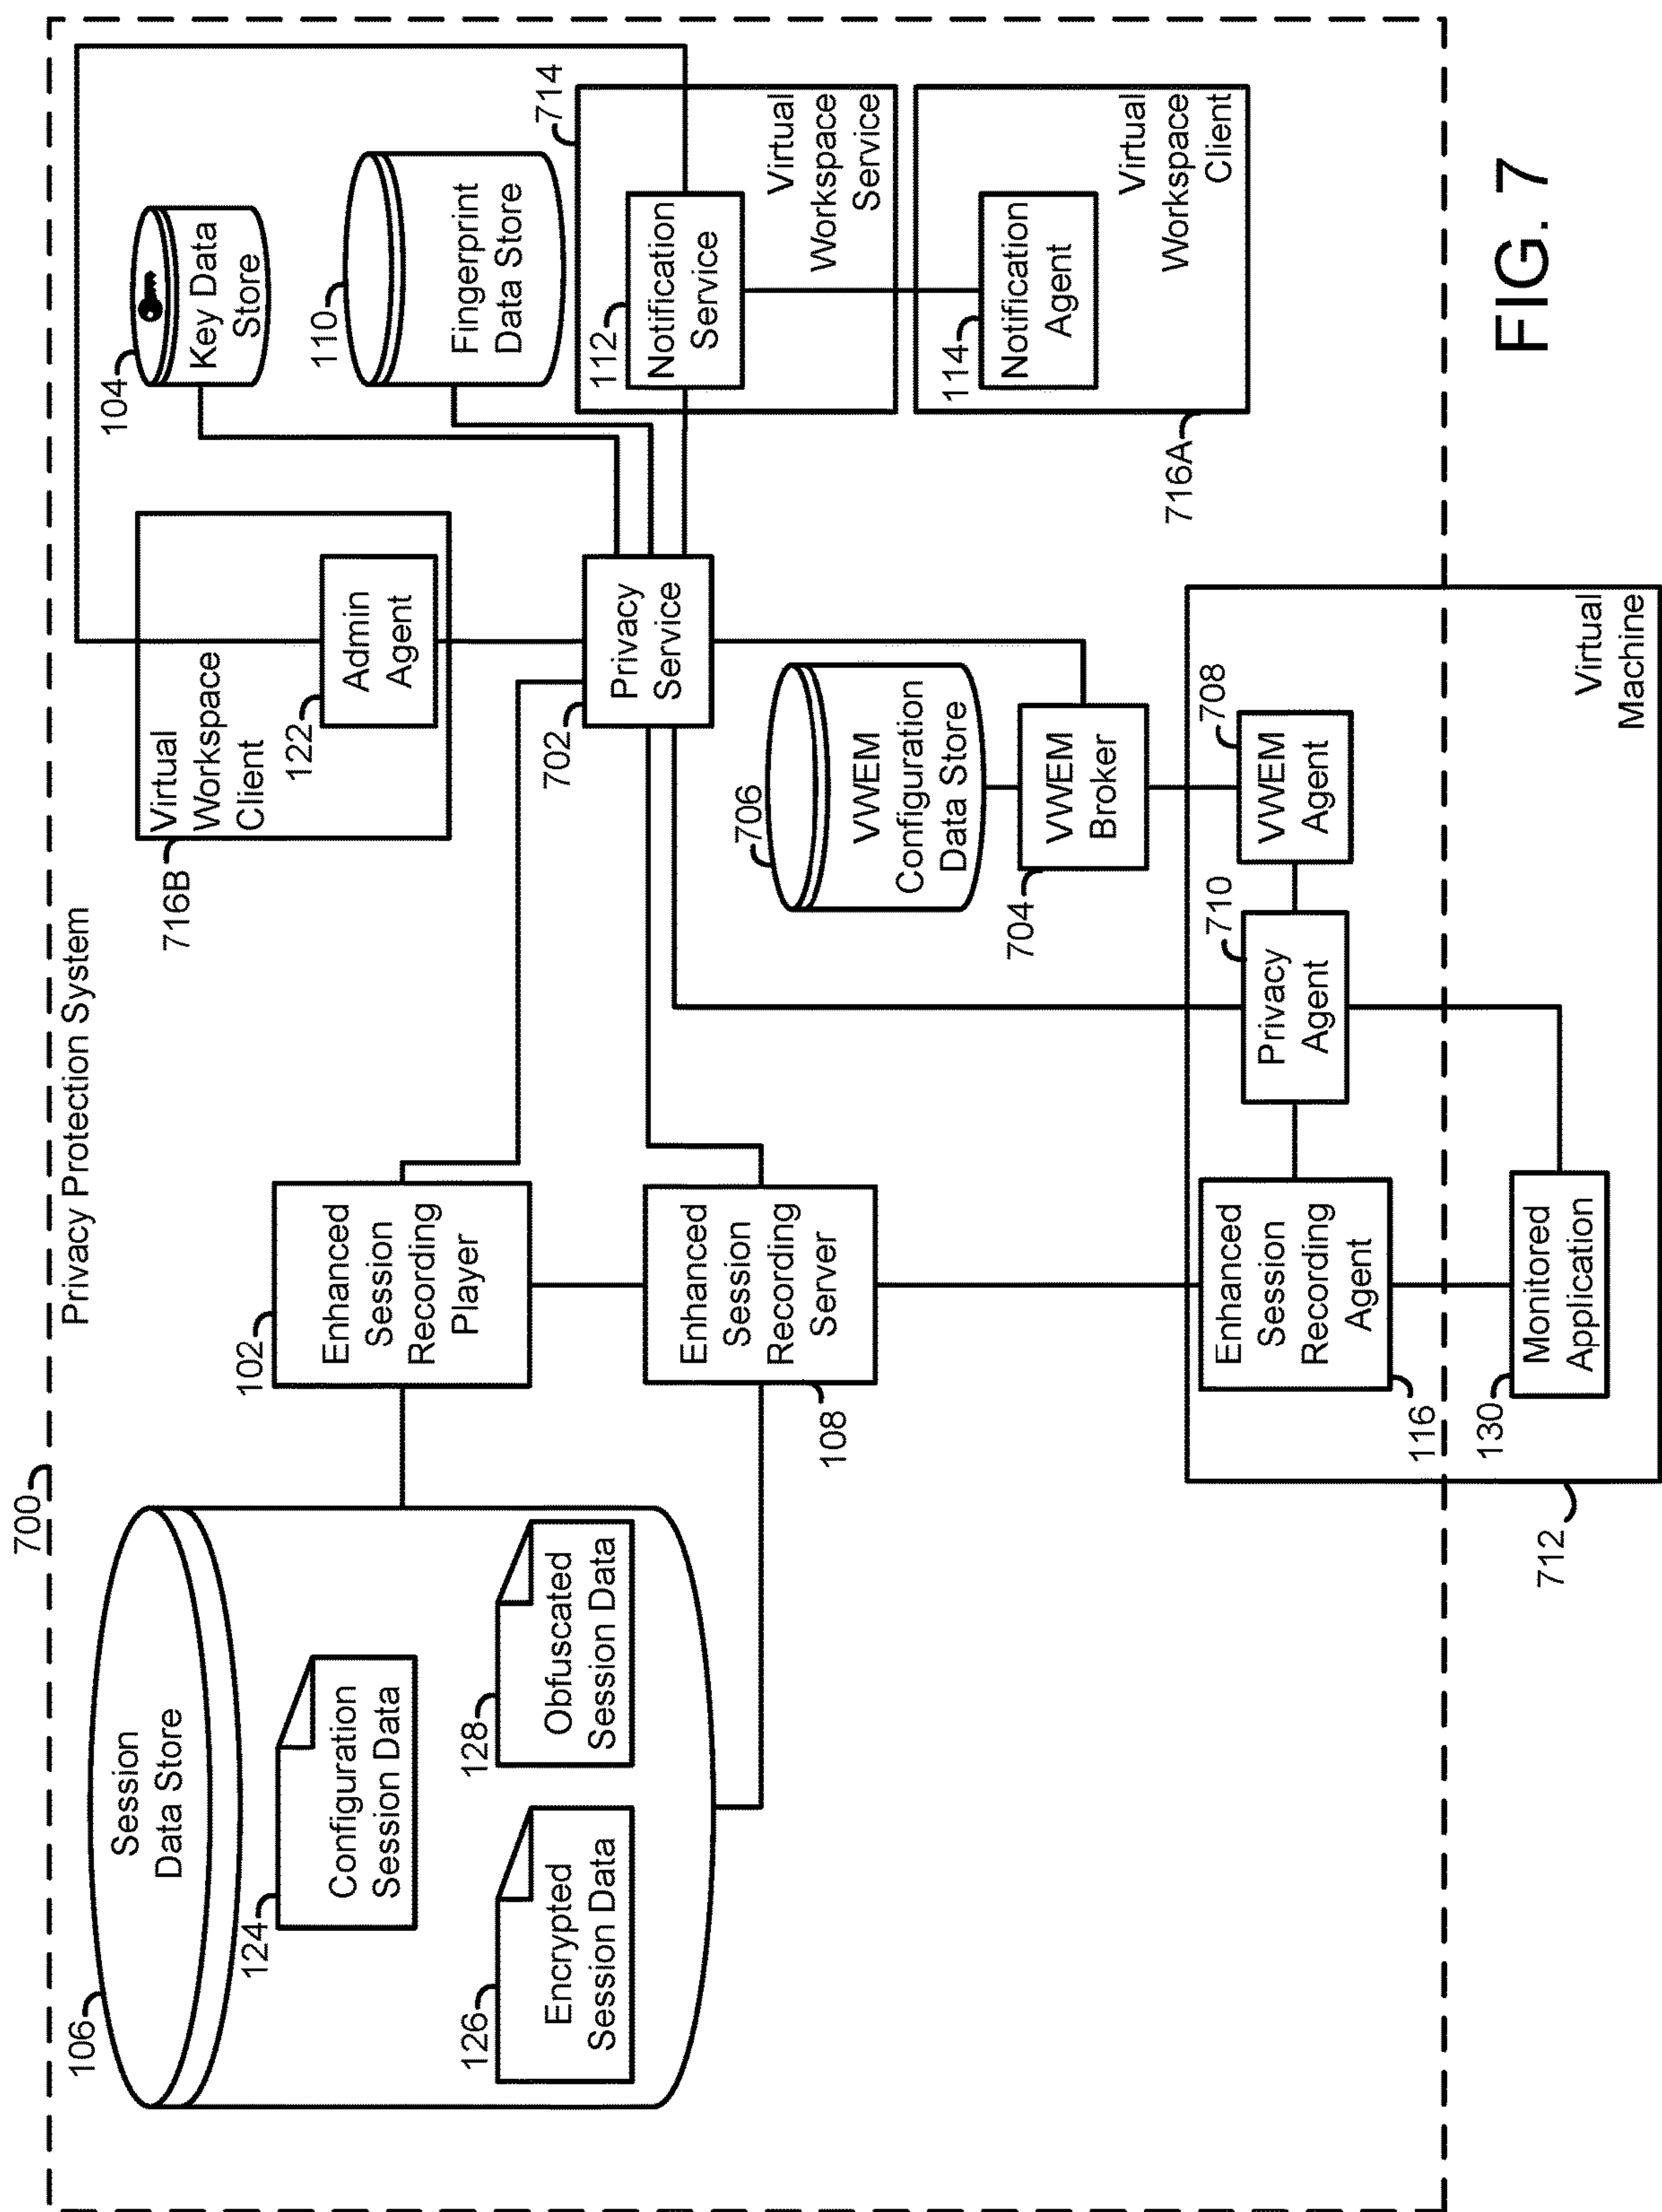 700
Privacy Protection System
106
Session
Data Store
124
Configuration
Session Data
126
Encrypted
Session Data
128
Obfuscated
Session Data
102
Enhanced
Session
Recording
Player
108
Enhanced
Session
Recording
Server
716B
Virtual
Workspace
Client
122
Admin
Agent
104
Key Data
Store
110
Fingerprint
Data Store
702
Privacy
Service
714
112
Notification
Service
Virtual
Workspace
Service
716A
114
Notification
Agent
Virtual
Workspace
Client
706
VWEM
Configuration
Data Store
704
VWEM
Broker
712
116
Enhanced
Session
Recording
Agent
710
Privacy
Agent
708
VWEM
Agent
130
Monitored
Application
Virtual
Machine
FIG. 7